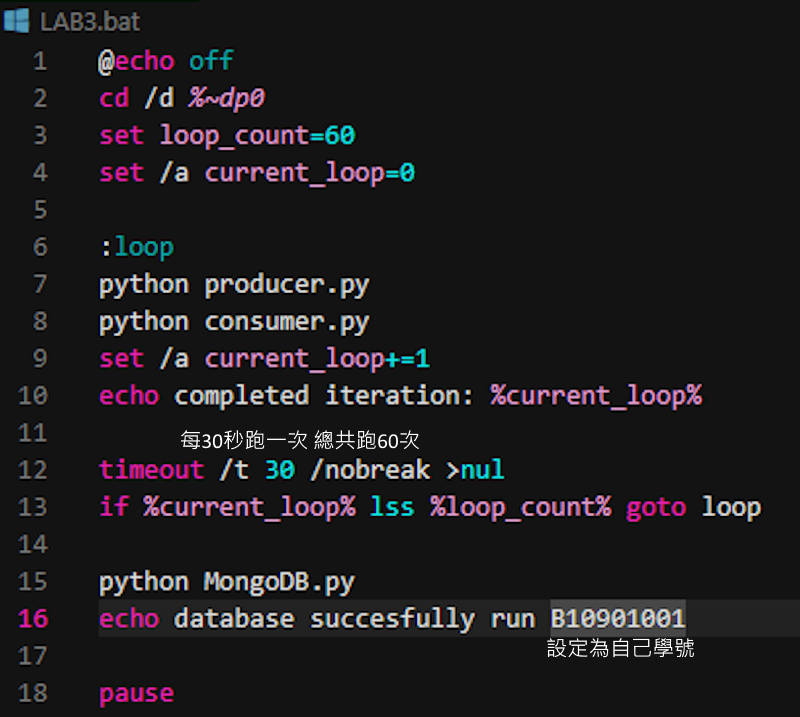 LAB3.bat
1 @echo off
2 cd /d %~dp0
3 set loop_count=60
4 set /a current_loop=0
5
6 :loop
7 python producer.py
8 python consumer.py
9 set /a current_loop+=1
10 echo completed iteration: %current_loop%
11
每30秒跑一次 總共跑60次
12 timeout /t 30 /nobreak >nul
13 if %current_loop% lss %loop_count% goto loop
14
15 python MongoDB.py
16 echo database succesfully run B10901001
17
設定為自己學號
18 pause